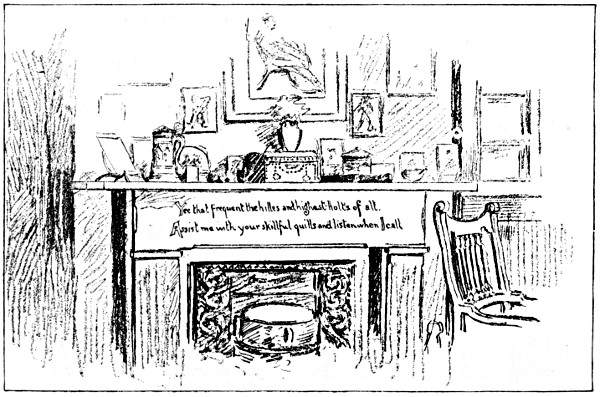 Yee that frequent the hilles and highest holts of all.
Assist me with your skillful quills and listen when I call